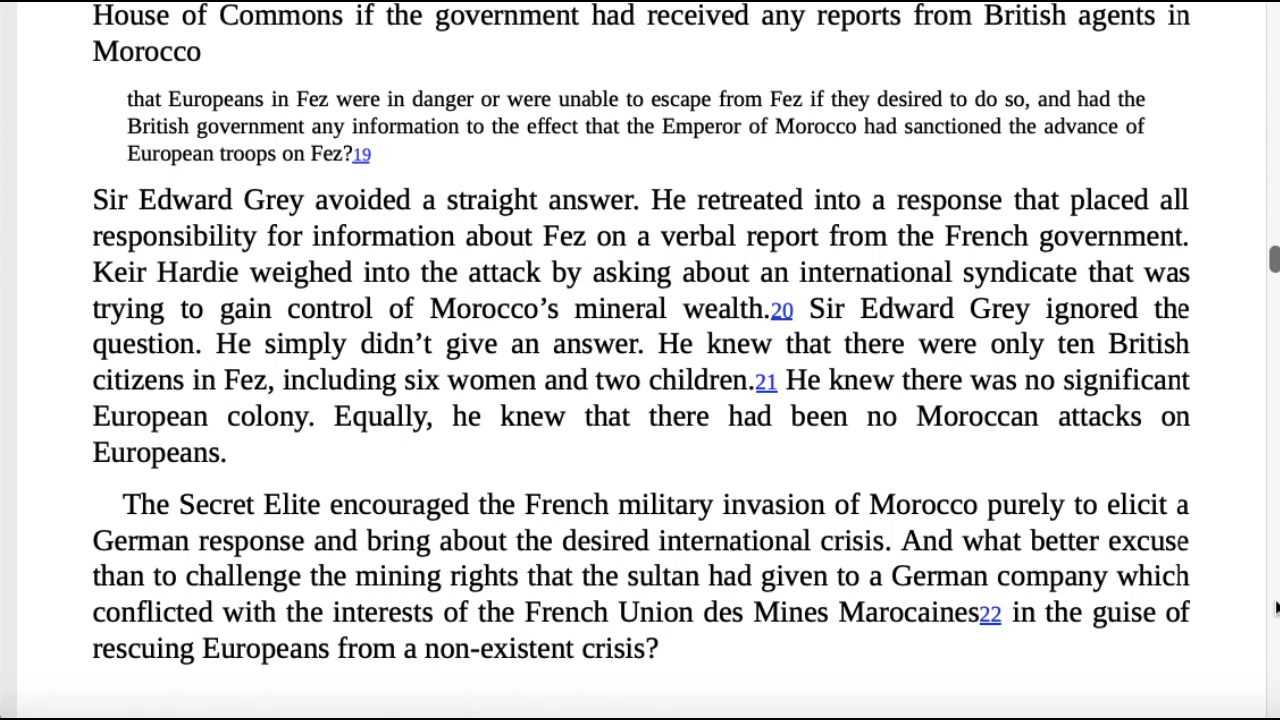 House of Commons if the government had received any reports from British agents in
Morocco
that Europeans in Fez were in danger or were unable to escape from Fez if they desired to do so, and had the
British government any information to the effect that the Emperor of Morocco had sanctioned the advance of
European troops on Fez?19
Sir Edward Grey avoided a straight answer. He retreated into a response that placed all
responsibility for information about Fez on a verbal report from the French government.
Keir Hardie weighed into the attack by asking about an international syndicate that was
trying to gain control of Morocco’s mineral wealth.20 Sir Edward Grey ignored the
question. He simply didn’t give an answer. He knew that there were only ten British
citizens in Fez, including six women and two children.21 He knew there was no significant
European colony. Equally, he knew that there had been no Moroccan attacks on
Europeans.
The Secret Elite encouraged the French military invasion of Morocco purely to elicit a
German response and bring about the desired international crisis. And what better excuse
than to challenge the mining rights that the sultan had given to a German company which
conflicted with the interests of the French Union des Mines Marocaines22 in the guise of
rescuing Europeans from a non-existent crisis?